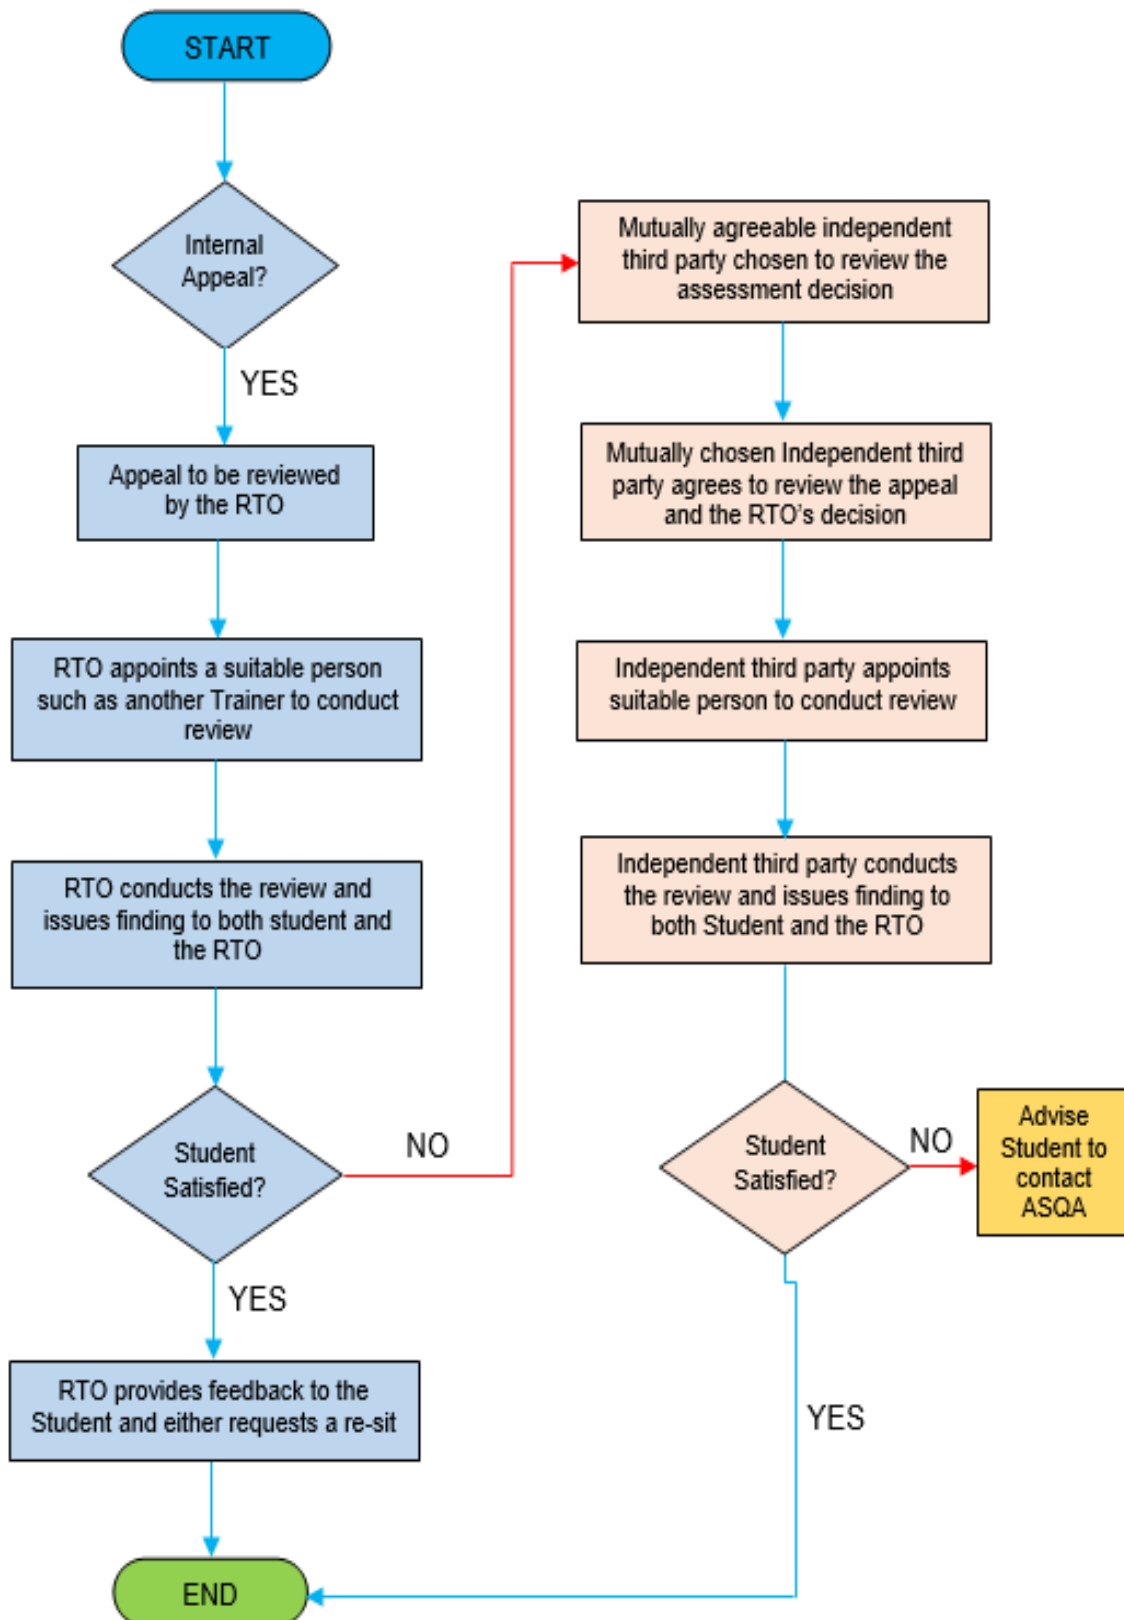 START
Internal
Appeal?
YES
Appeal to be reviewed
by the RTO
RTO appoints a suitable person
such as another Trainer to conduct
review
RTO conducts the review and
issues finding to both student and
the RTO
Student
Satisfied?
NO
YES
RTO provides feedback to the
Student and either requests a re-sit
END
Mutually agreeable independent
third party chosen to review the
assessment decision
Mutually chosen Independent third
party agrees to review the appeal
and the RTO's decision
Independent third party appoints
suitable person to conduct review
Independent third party conducts
the review and issues finding to
both Student and the RTO
Student
Satisfied?
NO
Advise
Student to
contact
ASQA
YES